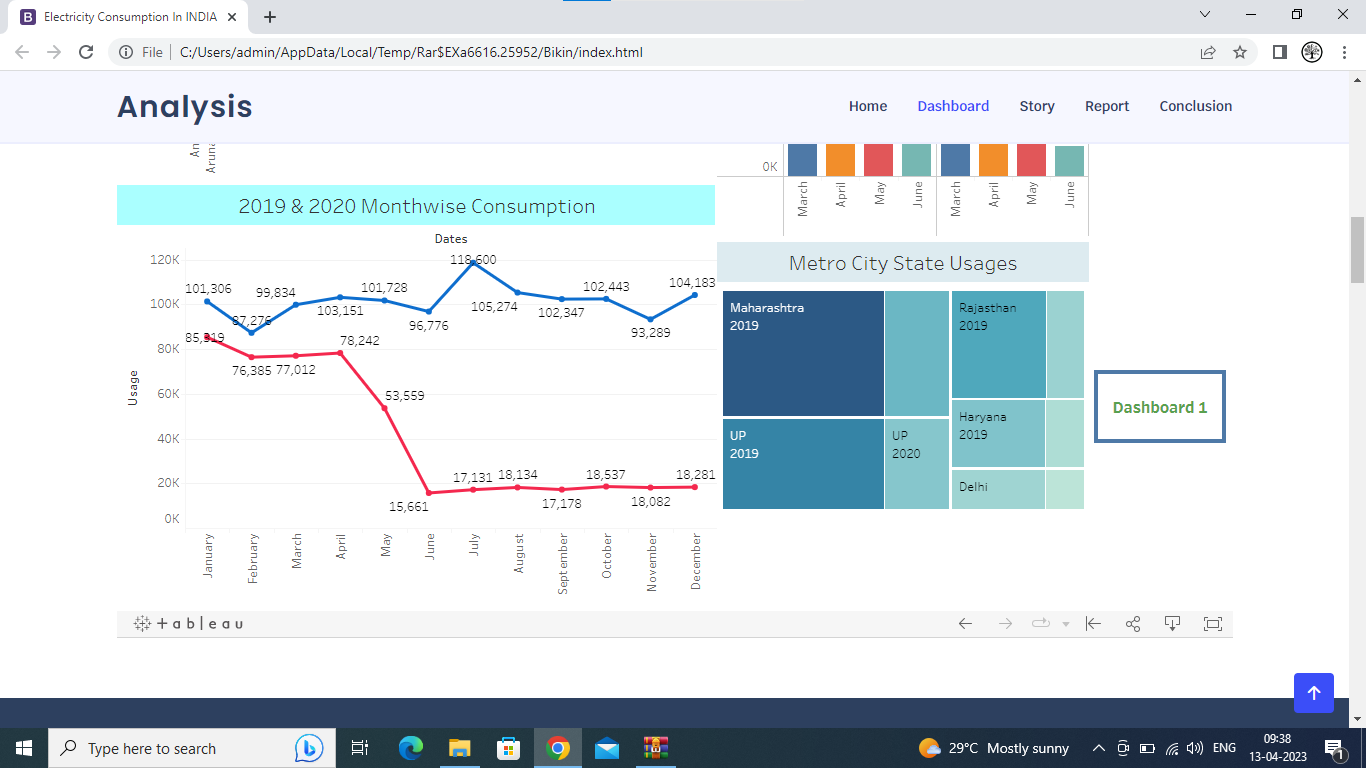 Electricity Consumption In INDIA
File
C:/Users/admin/AppData/Local/Temp/Rar$EXa6616.25952/Bikin/index.html
Analysis
Home Dashboard Story Report Conclusion
0K
March April May June March April May June
2019 & 2020 Monthwise Consumption
Dates
Usage
120K
100K
80K
60K
40K
20K
0K
101,306 87,276 99,834 103,151 101,728 96,776 118,600 105,274 102,347 102,443 93,289 104,183
85,319 76,385 77,012 78,242 53,559 15,661 17,131 18,134 17,178 18,537 18,082 18,281
January February March April May June July August September October November December
Metro City State Usages
Maharashtra
2019
UP
2019
UP
2020
Rajasthan
2019
Haryana
2019
Delhi
Dashboard 1
+ a b l e a u
Type here to search
29°C Mostly sunny
ENG
09:38
13-04-2023
1